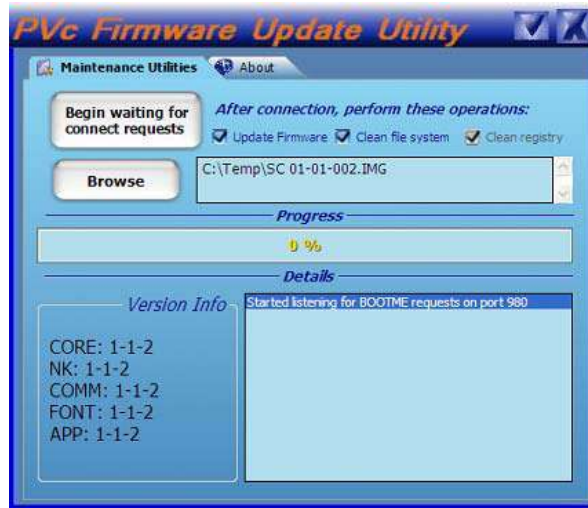 PVc Firmware Update Utility
Maintenance Utilities
About
Begin waiting for
connect requests
After connection, perform these operations:
Update Firmware
Clean file system
Clean registry
Browse
C:\Temp\SC 01-01-002.IMG
Progress
0 %
Details
Version Info
Started listening for BOOTME requests on port 980
CORE: 1-1-2
NK: 1-1-2
COMM: 1-1-2
FONT: 1-1-2
APP: 1-1-2